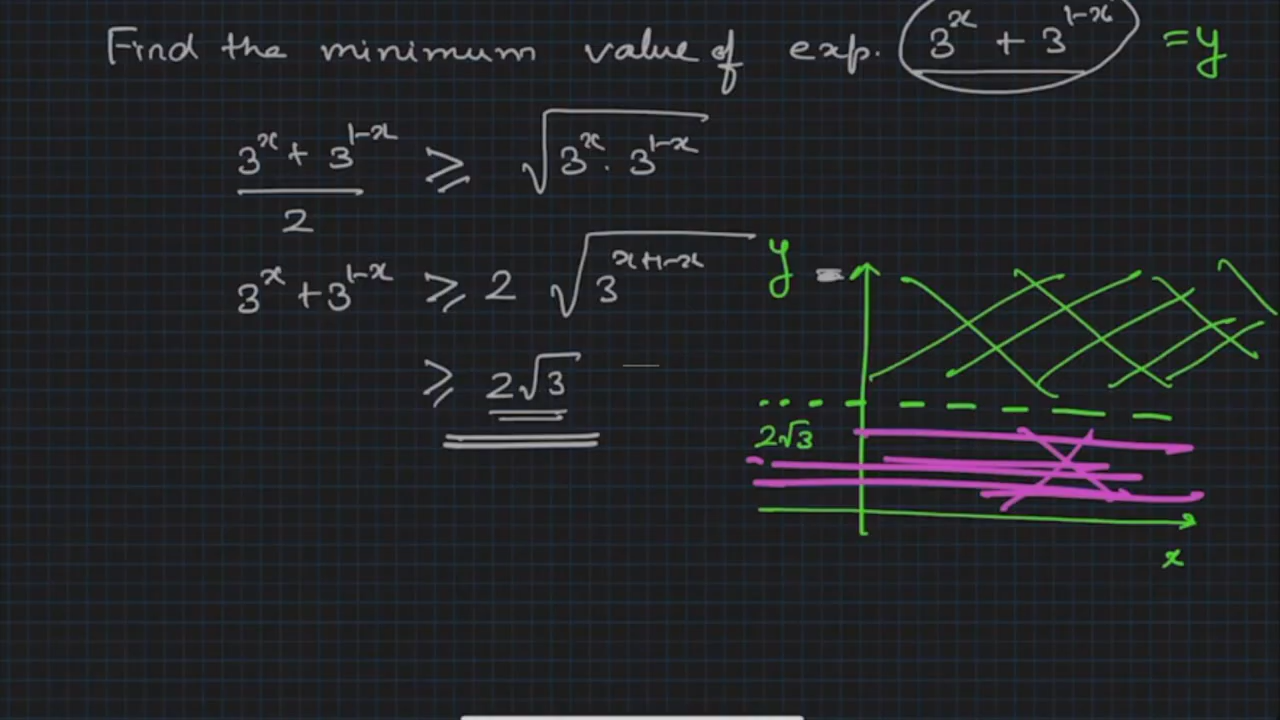 Find the minimum value of exp. 3^x + 3^(1-x) = y
(3^x + 3^(1-x))/2 ⩾ √(3^x · 3^(1-x))
3^x + 3^(1-x) ⩾ 2 √(3^(x+1-x))
⩾ 2√3
y =
2√3
x